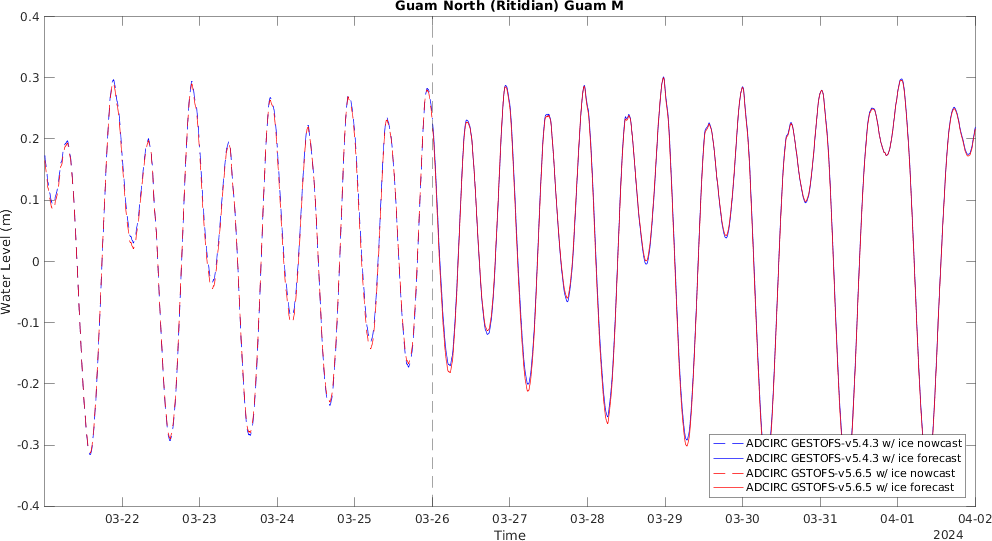 Guam North (Ritidian) Guam M
0.4
0.3
0.2
0.1
0
-0.1
-0.2
-0.3
-0.4
Water Level (m)
ADCIRC GESTOFS-v5.4.3 w/ ice nowcast
ADCIRC GESTOFS-v5.4.3 w/ ice forecast
ADCIRC GSTOFS-v5.6.5 w/ ice nowcast
ADCIRC GSTOFS-v5.6.5 w/ ice forecast
03-22 03-23 03-24 03-25 03-26 03-27 03-28 03-29 03-30 03-31 04-01 04-02
Time
2024